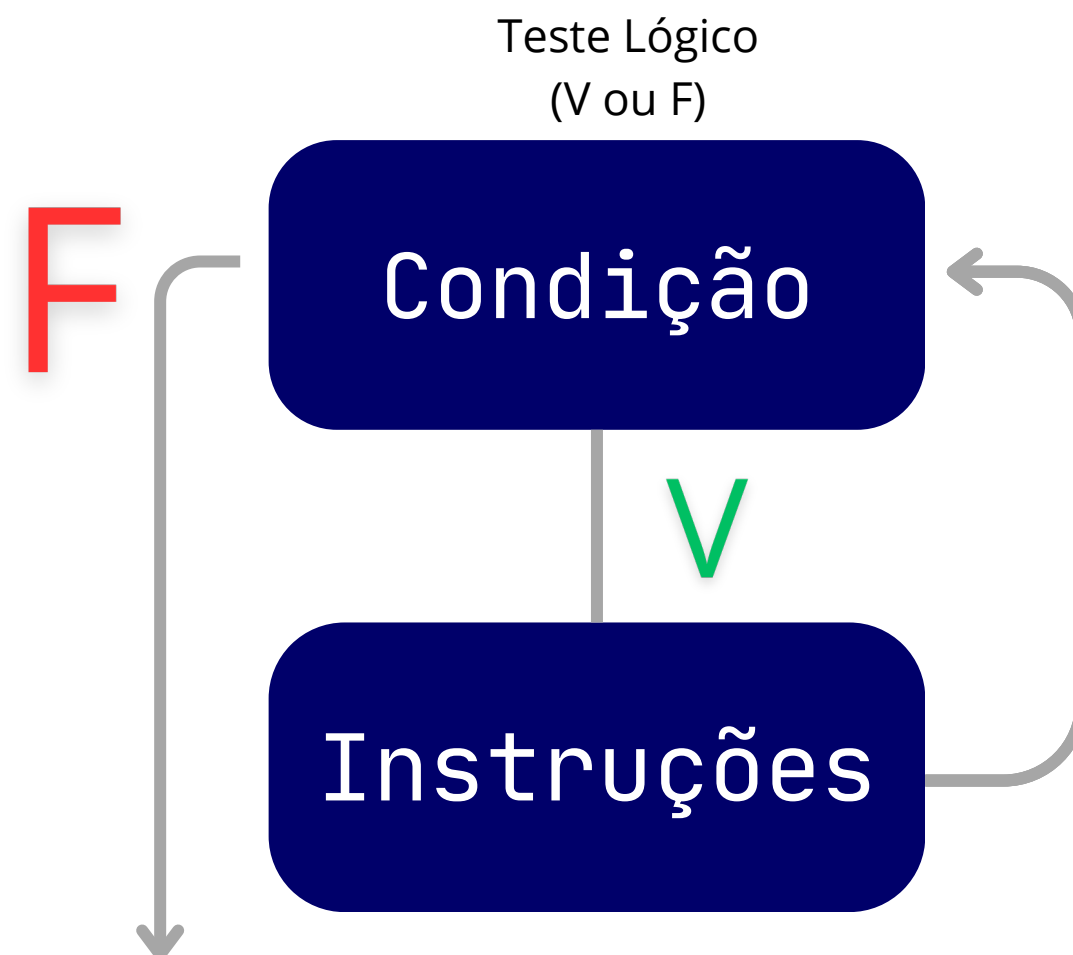 Teste Lógico
(V ou F)
F
Condição
V
Instruções